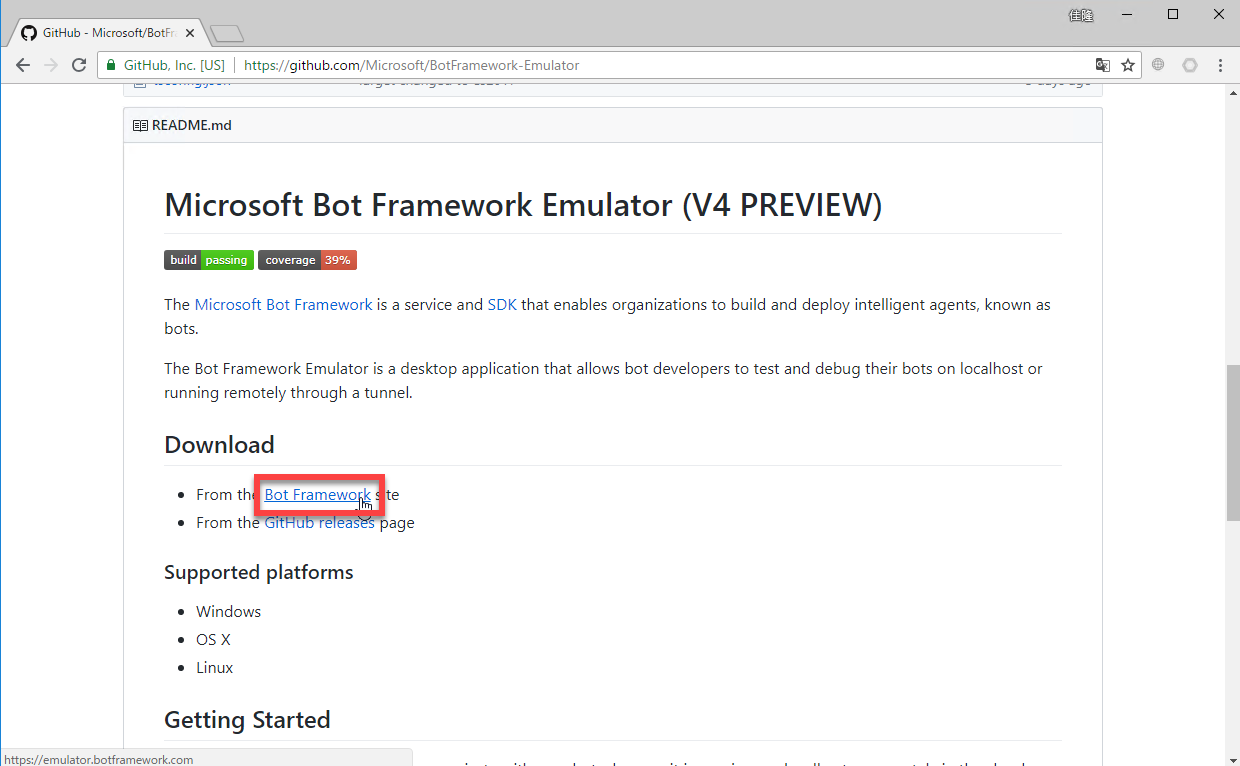 GitHub - Microsoft/BotFr
佳隆
GitHub, Inc. [US] https://github.com/Microsoft/BotFramework-Emulator
README.md
Microsoft Bot Framework Emulator (V4 PREVIEW)
build passing coverage 39%
The Microsoft Bot Framework is a service and SDK that enables organizations to build and deploy intelligent agents, known as
bots.
The Bot Framework Emulator is a desktop application that allows bot developers to test and debug their bots on localhost or
running remotely through a tunnel.
Download
From the Bot Framework site
From the GitHub releases page
Supported platforms
Windows
OS X
Linux
Getting Started
https://emulator.botframework.com